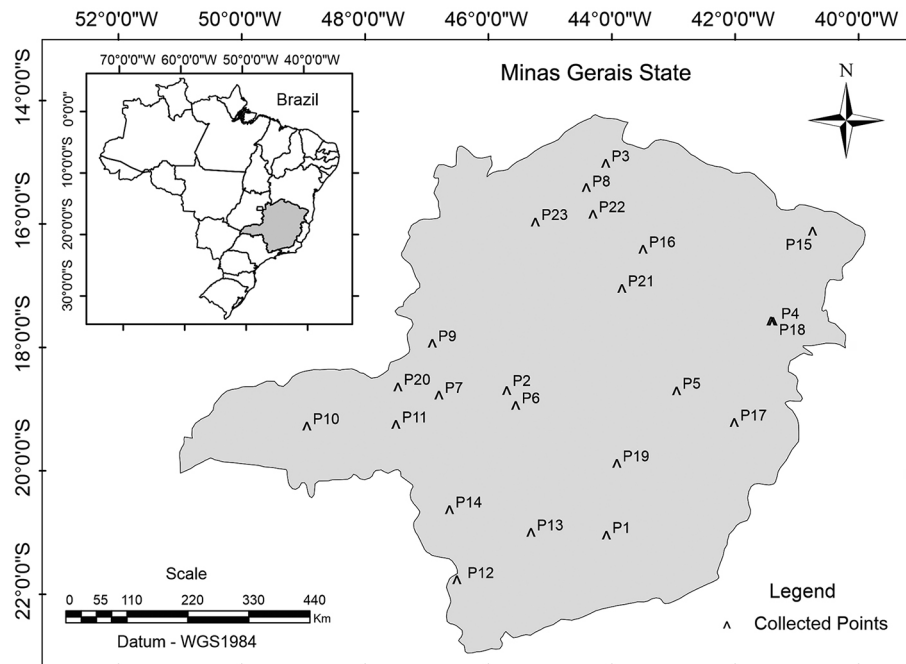 52°0'0"W 50°0'0"W 48°0'0"W 46°0'0"W 44°0'0"W 42°0'0"W 40°0'0"W
70°0'0"W 60°0'0"W 50°0'0"W 40°0'0"W
Brazil
0°0'0"
10°0'0"S
20°0'0"S
30°0'0"S
Minas Gerais State
N
14°0'0"S
16°0'0"S
18°0'0"S
20°0'0"S
22°0'0"S
P3
P8
P22
P23
P15
P16
P21
P4
P18
P9
P20
P7
P2
P6
P5
P10
P11
P17
P19
P14
P13
P1
P12
Scale
0 55 110 220 330 440
Km
Datum - WGS1984
Legend
^ Collected Points